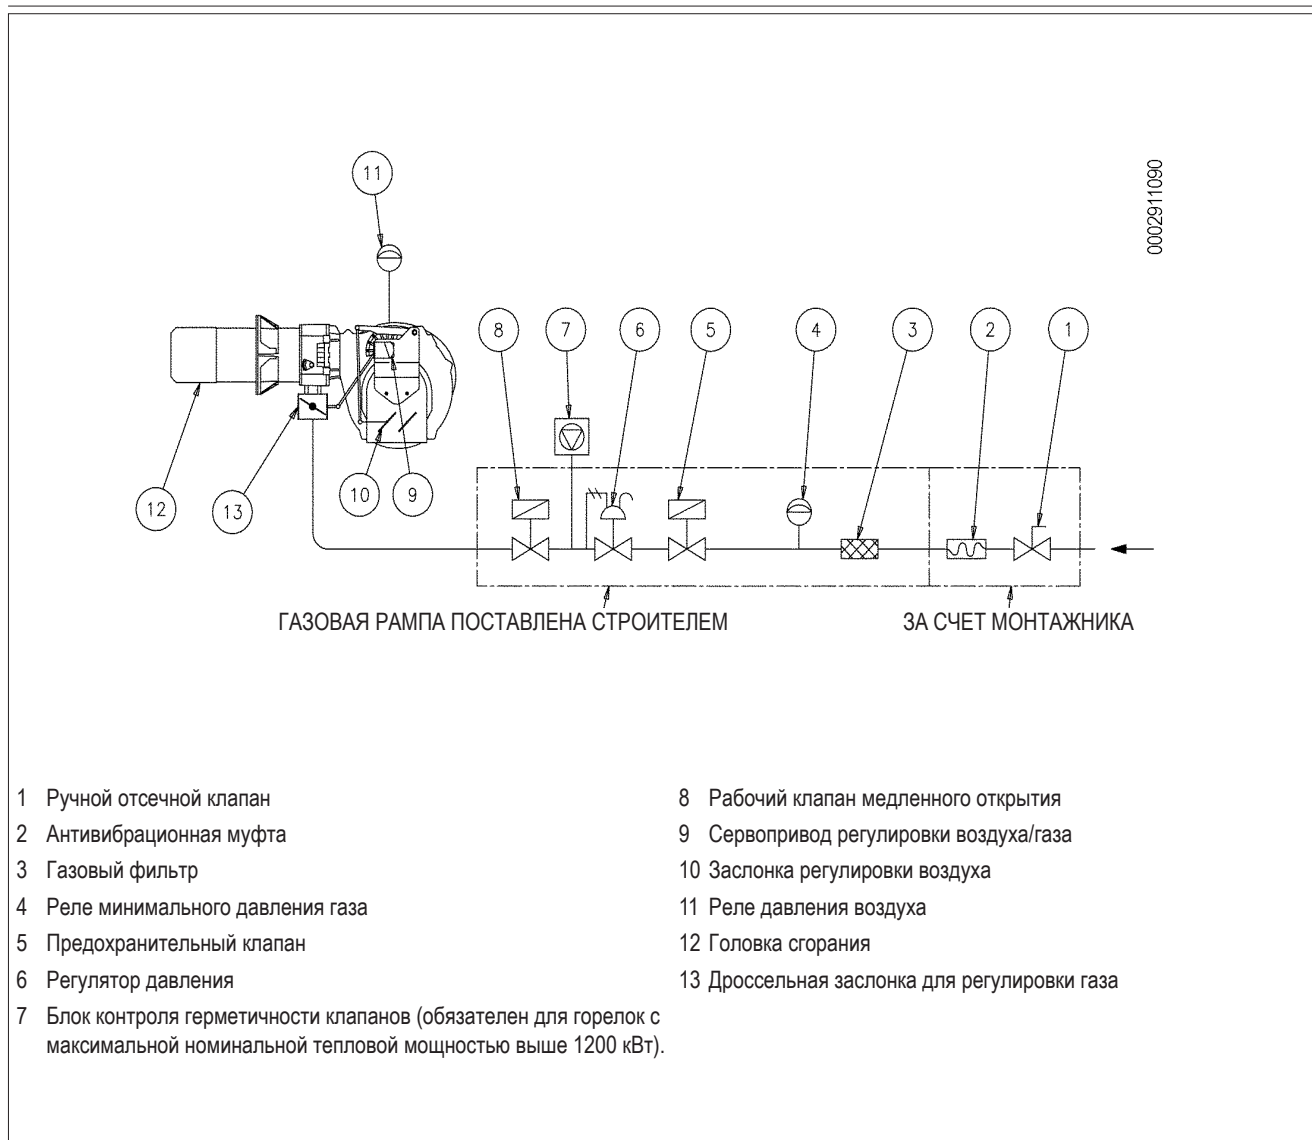 11
0002911090
8 7 6 5 4 3 2 1
10 9
12 13
ГАЗОВАЯ РАМПА ПОСТАВЛЕНА СТРОИТЕЛЕМ
ЗА СЧЕТ МОНТАЖНИКА
1 Ручной отсечной клапан
2 Антивибрационная муфта
3 Газовый фильтр
4 Реле минимального давления газа
5 Предохранительный клапан
6 Регулятор давления
7 Блок контроля герметичности клапанов (обязателен для горелок с
максимальной номинальной тепловой мощностью выше 1200 кВт).
8 Рабочий клапан медленного открытия
9 Сервопривод регулировки воздуха/газа
10 Заслонка регулировки воздуха
11 Реле давления воздуха
12 Головка сгорания
13 Дроссельная заслонка для регулировки газа